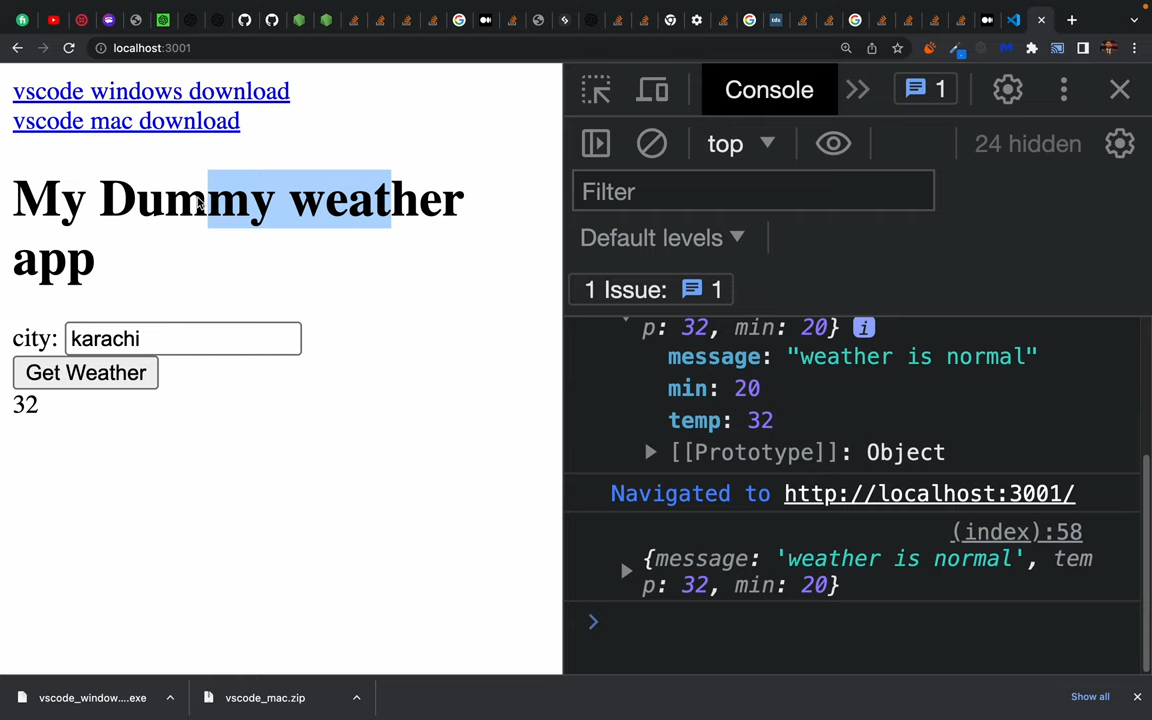 localhost:3001
vscode windows download
vscode mac download
My Dummy weather
app
city: karachi
Get Weather
32
Console
1
top
24 hidden
Filter
Default levels
1 Issue: 1
p: 32, min: 20} i
message: "weather is normal"
min: 20
temp: 32
[[Prototype]]: Object
Navigated to http://localhost:3001/
(index):58
{message: 'weather is normal', tem
p: 32, min: 20}
vscode_window....exe
vscode_mac.zip
Show all